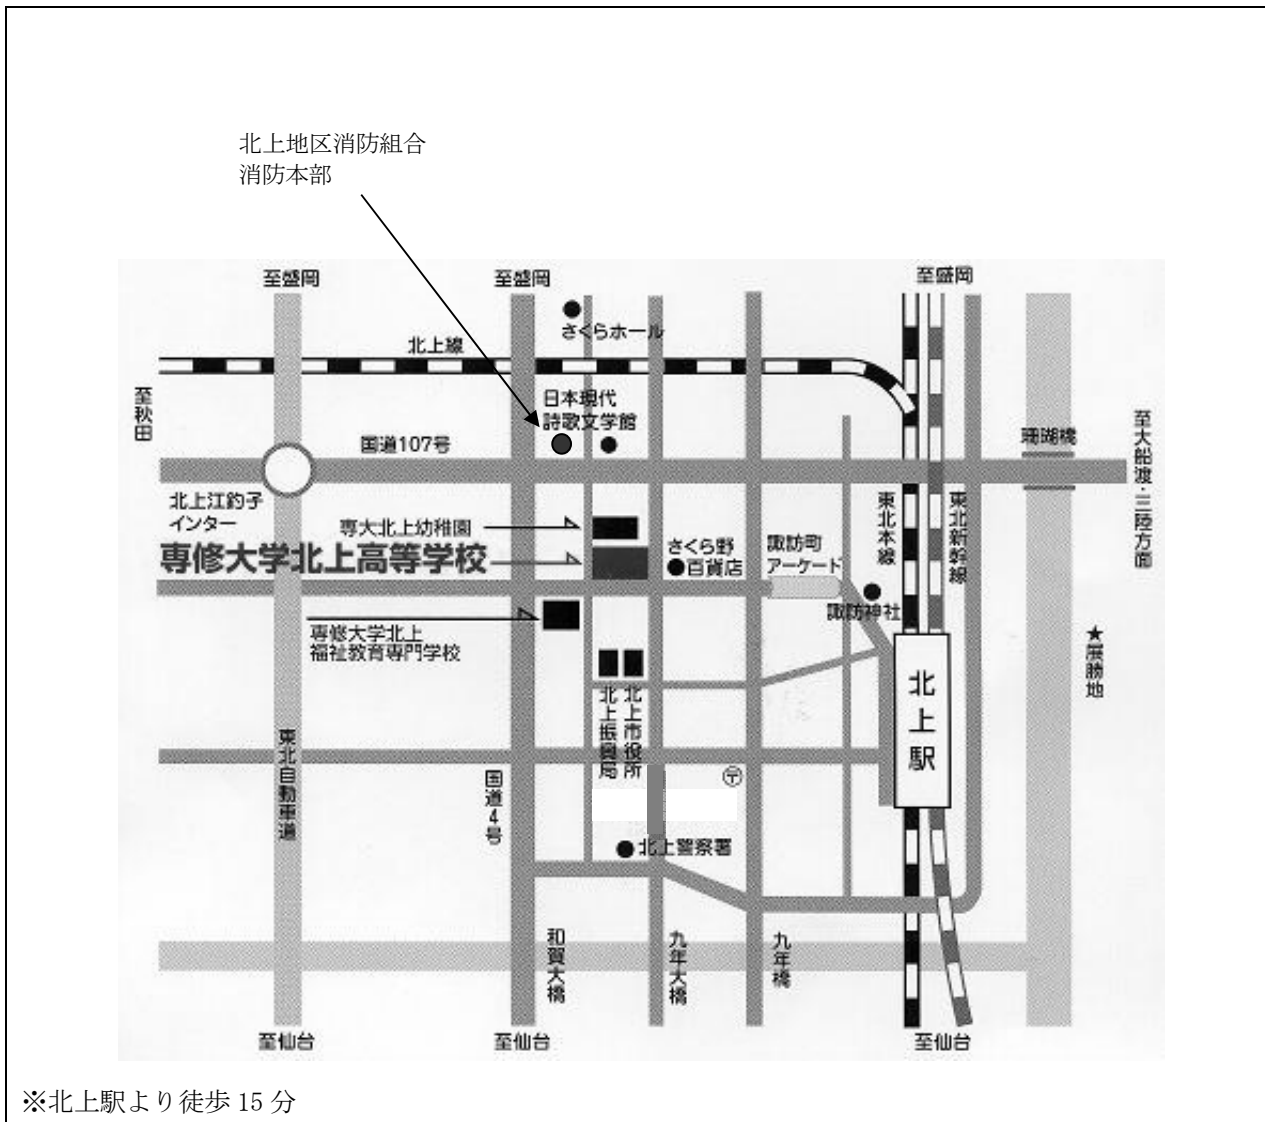 北上地区消防組合
消防本部
至盛岡
至盛岡
至盛岡
さくらホール
北上線
至秋田
日本現代
詩歌文学館
国道107号
珊瑚橋
至大船渡・三陸方面
北上江釣子
インター
専大北上幼稚園
専修大学北上高等学校
さくら野
百貨店
諏訪町
アーケード
東北本線
東北新幹線
諏訪神社
専修大学北上
福祉教育専門学校
★展勝地
北上駅
北上振興局
北上市役所
東北自動車道
国道4号
〒
北上警察署
和賀大橋
九年大橋
九年橋
至仙台
至仙台
至仙台
※北上駅より徒歩 15 分